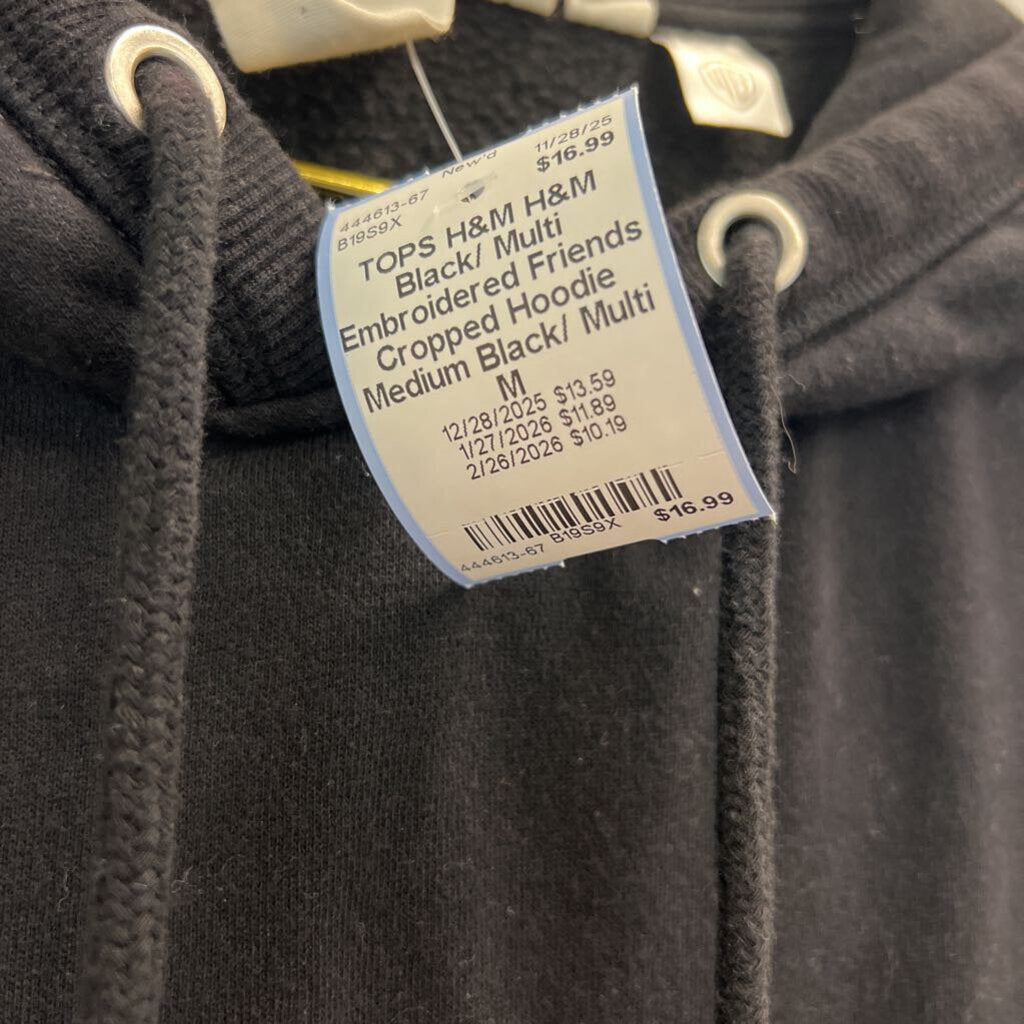 444613-67 New'd 11/28/25
B19S9X $16.99
TOPS H&M H&M
Black/ Multi
Embroidered Friends
Cropped Hoodie
Medium Black/ Multi
M
12/28/2025 $13.59
1/27/2026 $11.89
2/26/2026 $10.19
444613-67 B19S9X $16.99